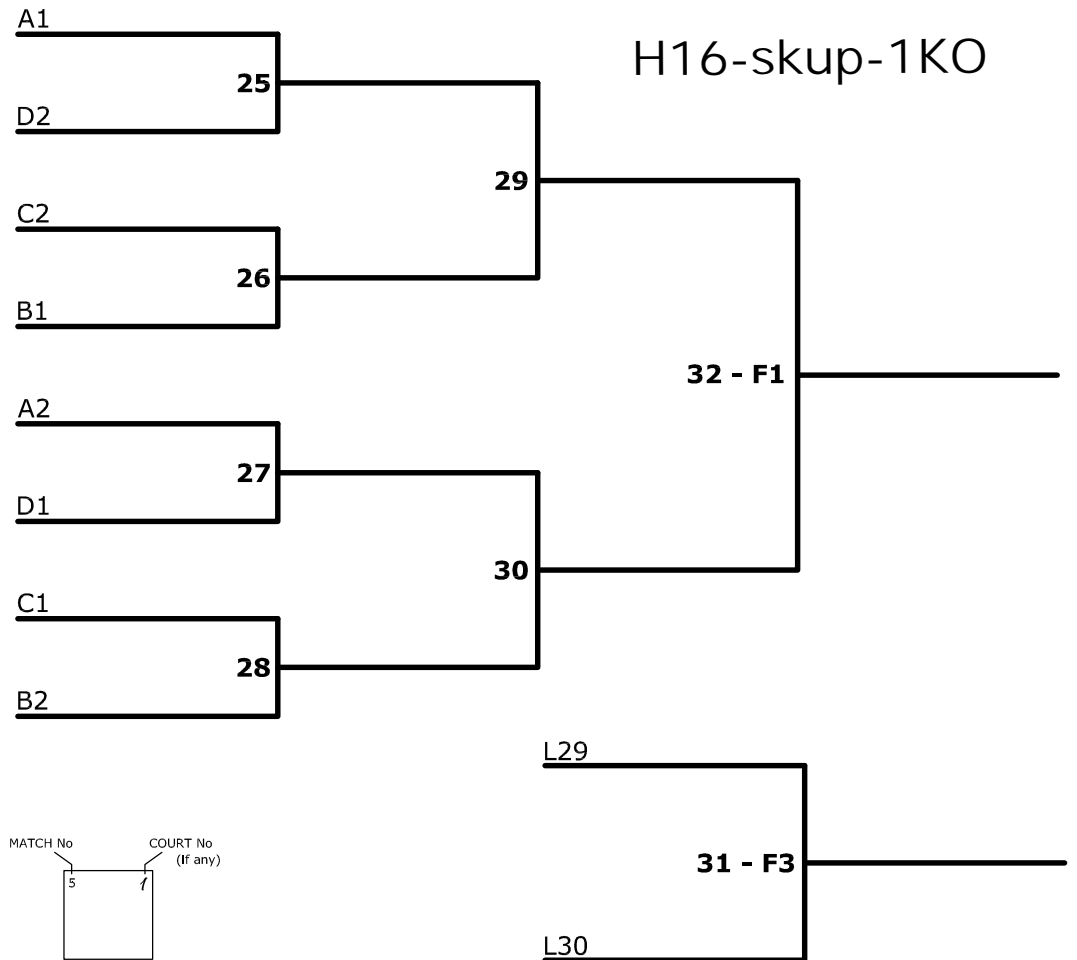 A1
H16-skup-1KO
25
D2
29
C2
26
B1
32 - F1
A2
27
D1
30
C1
28
B2
L29
MATCH No COURT No
(If any)
5 1
31 - F3
L30